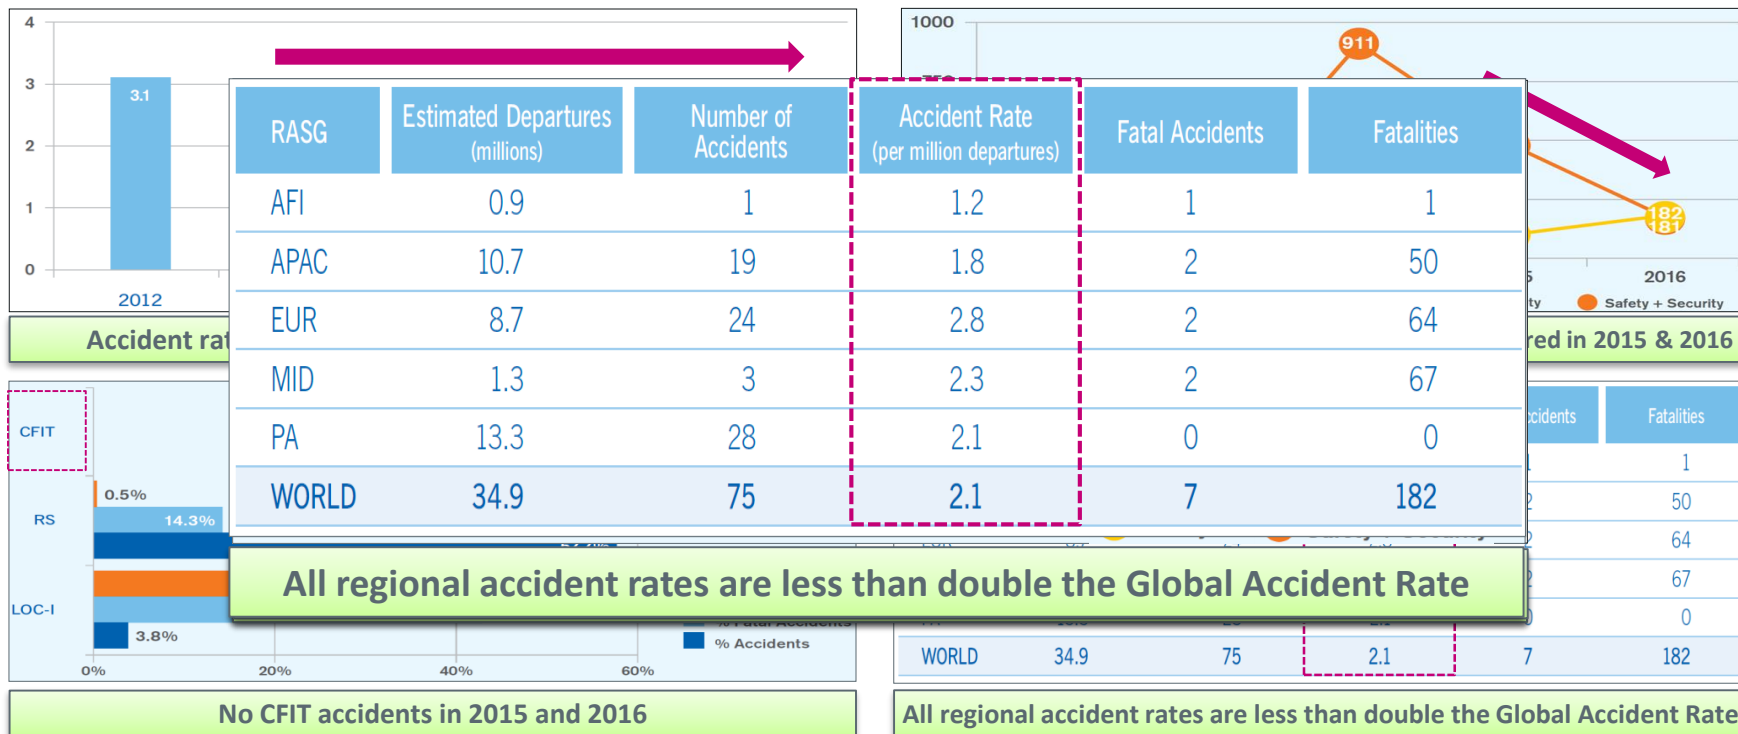 4
3
2
1
0
3.1
2012
Accident
1000
911
182
181
2016
Safety + Security
in 2015 & 2016
RASG
Estimated Departures
(millions)
Number of
Accidents
Accident Rate
(per million departures)
Fatal Accidents
Fatalities
AFI 0.9 1 1.2 1 1
APAC 10.7 19 1.8 2 50
EUR 8.7 24 2.8 2 64
MID 1.3 3 2.3 2 67
PA 13.3 28 2.1 0 0
WORLD 34.9 75 2.1 7 182
All regional accident rates are less than double the Global Accident Rate
CFIT
RS
LOC-I
0.5%
14.3%
3.8%
% Accidents
0% 20% 40% 60%
No CFIT accidents in 2015 and 2016
Fatalities
1
50
64
67
0
WORLD 34.9 75 2.1 7 182
All regional accident rates are less than double the Global Accident Rate